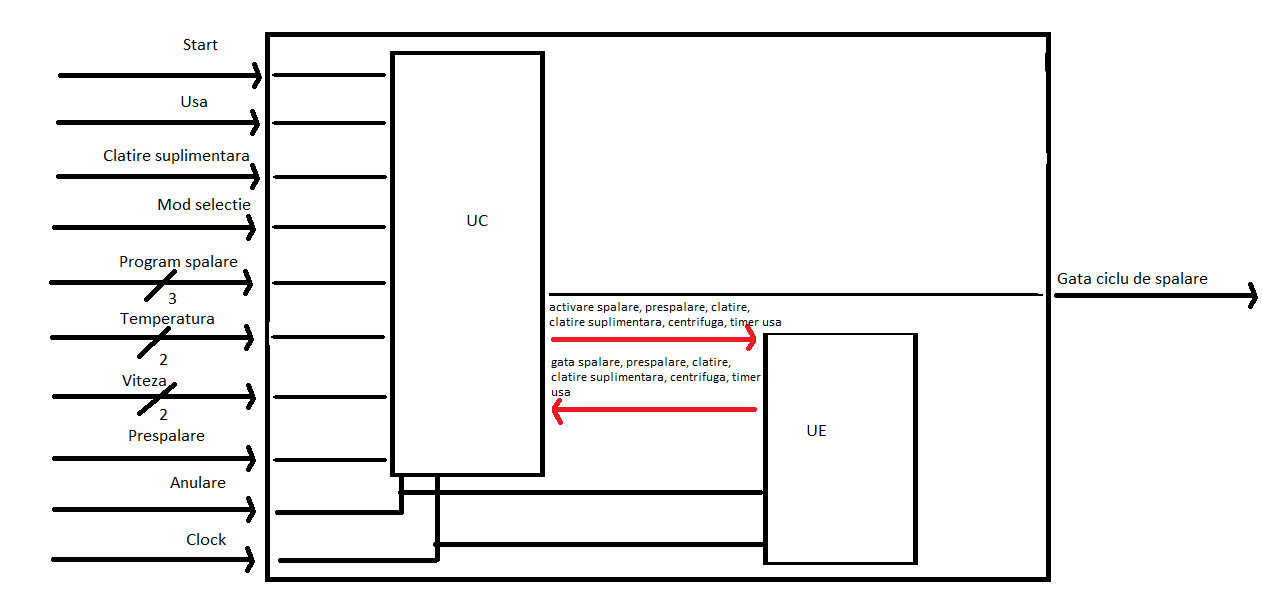 Start
Usa
Clatire suplimentara
Mod selectie
Program spalare
3
Temperatura
2
Viteza
2
Prespalare
Anulare
Clock
UC
activare spalare, prespalare, clatire,
clatire suplimentara, centrifuga, timer usa
gata spalare, prespalare, clatire,
clatire suplimentara, centrifuga, timer
usa
UE
Gata ciclu de spalare